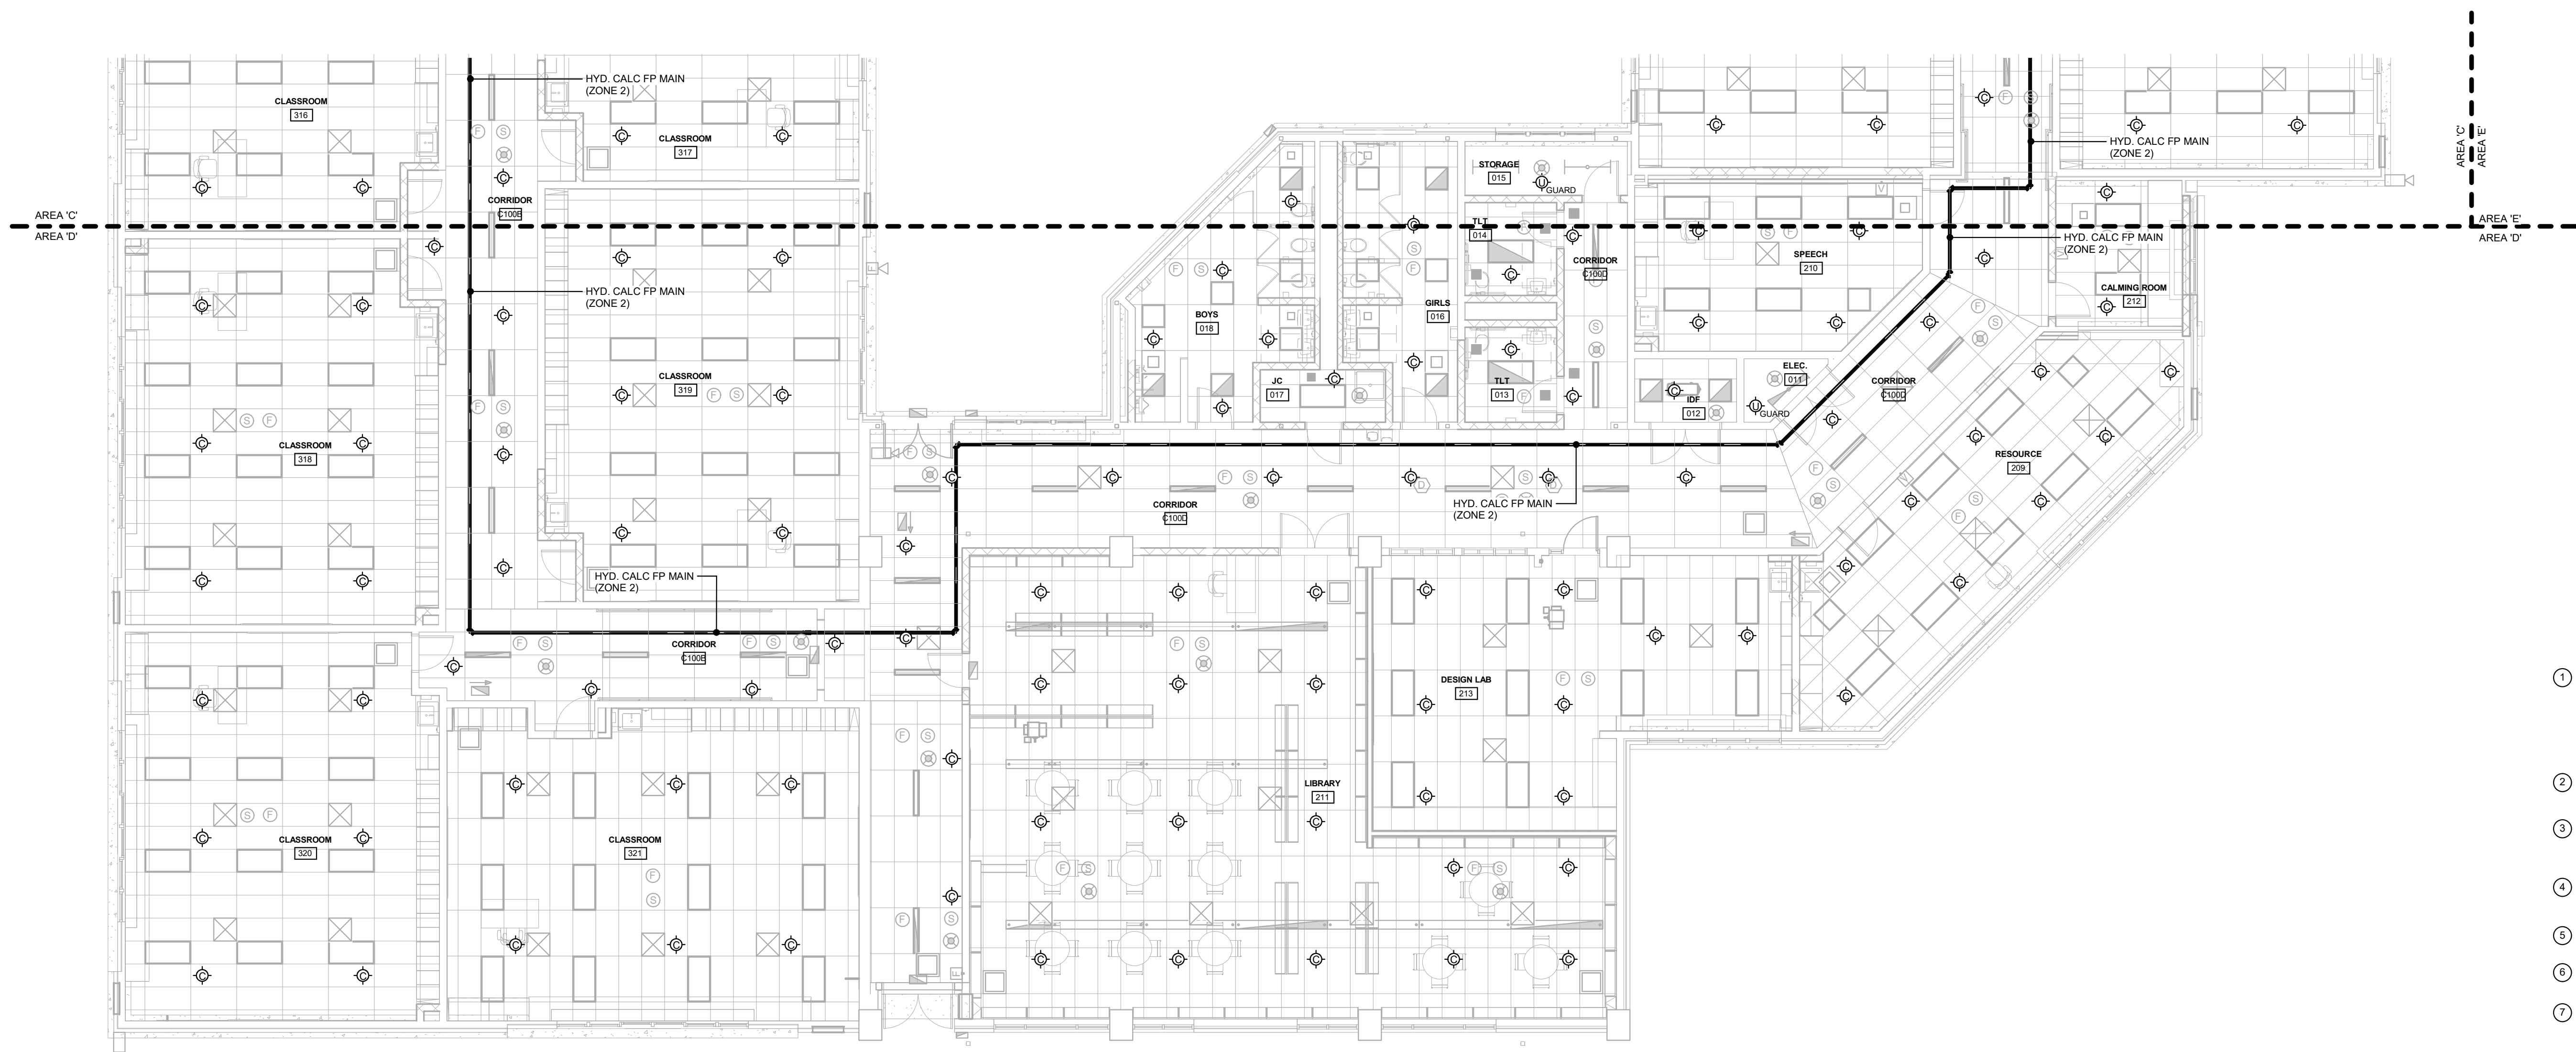 HYD. CALC FP MAIN
(ZONE 2)
CLASSROOM
316
CLASSROOM
317
CORRIDOR
C100B
AREA 'C'
AREA 'D'
HYD. CALC FP MAIN
(ZONE 2)
CLASSROOM
319
CLASSROOM
318
HYD. CALC FP MAIN
(ZONE 2)
CORRIDOR
C100B
CLASSROOM
320
CLASSROOM
321
STORAGE
015
GUARD
TLT
014
CORRIDOR
C100D
GIRLS
016
BOYS
018
JC
017
TLT
013
SPEECH
210
ELEC.
011
IDF
012
GUARD
CORRIDOR
C100D
HYD. CALC FP MAIN
(ZONE 2)
AREA 'C'
AREA 'E'
HYD. CALC FP MAIN
(ZONE 2)
AREA 'E'
AREA 'D'
CALMING ROOM
212
RESOURCE
209
CORRIDOR
C100D
HYD. CALC FP MAIN
(ZONE 2)
DESIGN LAB
213
LIBRARY
211
1
2
3
4
5
6
7